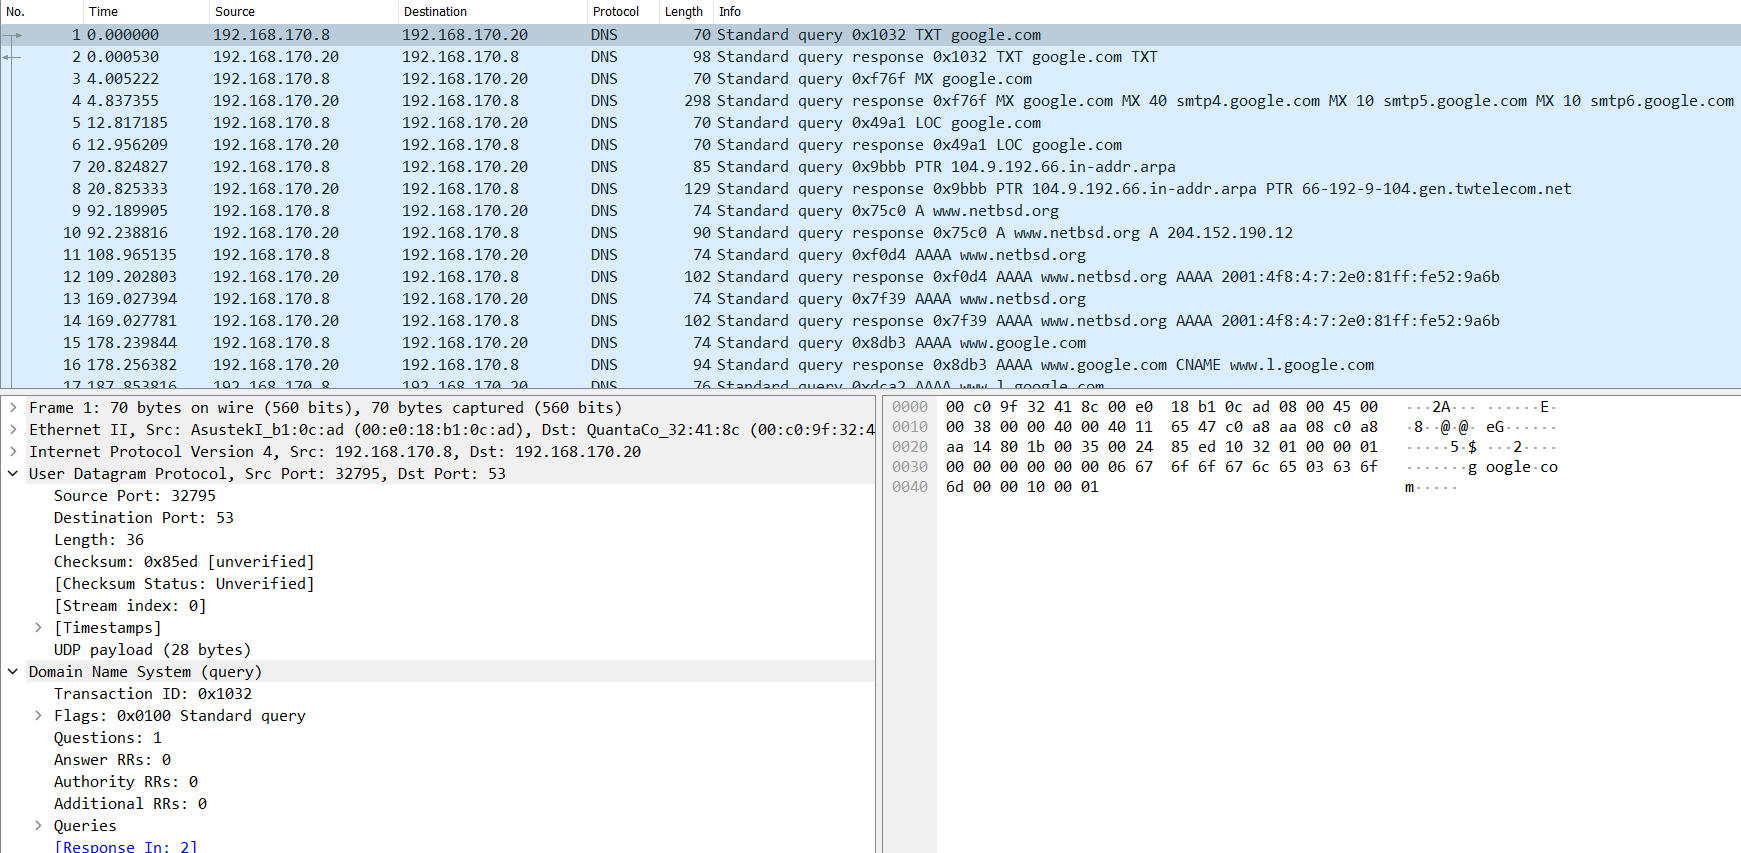 No. Time Source Destination Protocol Length Info
1 0.000000 192.168.170.8 192.168.170.20 DNS 70 Standard query 0x1032 TXT google.com
2 0.000530 192.168.170.20 192.168.170.8 DNS 98 Standard query response 0x1032 TXT google.com TXT
3 4.005222 192.168.170.8 192.168.170.20 DNS 70 Standard query 0xf76f MX google.com
4 4.837355 192.168.170.20 192.168.170.8 DNS 298 Standard query response 0xf76f MX google.com MX 40 smtp4.google.com MX 10 smtp5.google.com MX 10 smtp6.google.com
5 12.817185 192.168.170.8 192.168.170.20 DNS 70 Standard query 0x49a1 LOC google.com
6 12.956209 192.168.170.20 192.168.170.8 DNS 70 Standard query response 0x49a1 LOC google.com
7 20.824827 192.168.170.8 192.168.170.20 DNS 85 Standard query 0x9bbb PTR 104.9.192.66.in-addr.arpa
8 20.825333 192.168.170.20 192.168.170.8 DNS 129 Standard query response 0x9bbb PTR 104.9.192.66.in-addr.arpa PTR 66-192-9-104.gen.twtelecom.net
9 92.189905 192.168.170.8 192.168.170.20 DNS 74 Standard query 0x75c0 A www.netbsd.org
10 92.238816 192.168.170.20 192.168.170.8 DNS 90 Standard query response 0x75c0 A www.netbsd.org A 204.152.190.12
11 108.965135 192.168.170.8 192.168.170.20 DNS 74 Standard query 0xf0d4 AAAA www.netbsd.org
12 109.202803 192.168.170.20 192.168.170.8 DNS 102 Standard query response 0xf0d4 AAAA www.netbsd.org AAAA 2001:4f8:4:7:2e0:81ff:fe52:9a6b
13 169.027394 192.168.170.8 192.168.170.20 DNS 74 Standard query 0x7f39 AAAA www.netbsd.org
14 169.027781 192.168.170.20 192.168.170.8 DNS 102 Standard query response 0x7f39 AAAA www.netbsd.org AAAA 2001:4f8:4:7:2e0:81ff:fe52:9a6b
15 178.239844 192.168.170.8 192.168.170.20 DNS 74 Standard query 0x8db3 AAAA www.google.com
16 178.256382 192.168.170.20 192.168.170.8 DNS 94 Standard query response 0x8db3 AAAA www.google.com CNAME www.l.google.com
17 187.853816 192.168.170.8 192.168.170.20 DNS 76 Standard query 0xdca2 AAAA www.l.google.com
Frame 1: 70 bytes on wire (560 bits), 70 bytes captured (560 bits)
Ethernet II, Src: AsustekI_b1:0c:ad (00:e0:18:b1:0c:ad), Dst: QuantaCo_32:41:8c (00:c0:9f:32:4
Internet Protocol Version 4, Src: 192.168.170.8, Dst: 192.168.170.20
User Datagram Protocol, Src Port: 32795, Dst Port: 53
Source Port: 32795
Destination Port: 53
Length: 36
Checksum: 0x85ed [unverified]
[Checksum Status: Unverified]
[Stream index: 0]
[Timestamps]
UDP payload (28 bytes)
Domain Name System (query)
Transaction ID: 0x1032
Flags: 0x0100 Standard query
Questions: 1
Answer RRs: 0
Authority RRs: 0
Additional RRs: 0
Queries
[Response In: 2]
0000 00 c0 9f 32 41 8c 00 e0 18 b1 0c ad 08 00 45 00 ···2A··· ······E·
0010 00 38 00 00 40 00 40 11 65 47 c0 a8 aa 08 c0 a8 ·8··@·@· eG······
0020 aa 14 80 1b 00 35 00 24 85 ed 10 32 01 00 00 01 ·····5·$ ···2····
0030 00 00 00 00 00 00 06 67 6f 6f 67 6c 65 03 63 6f ·······g oogle·co
0040 6d 00 00 10 00 01 m·····